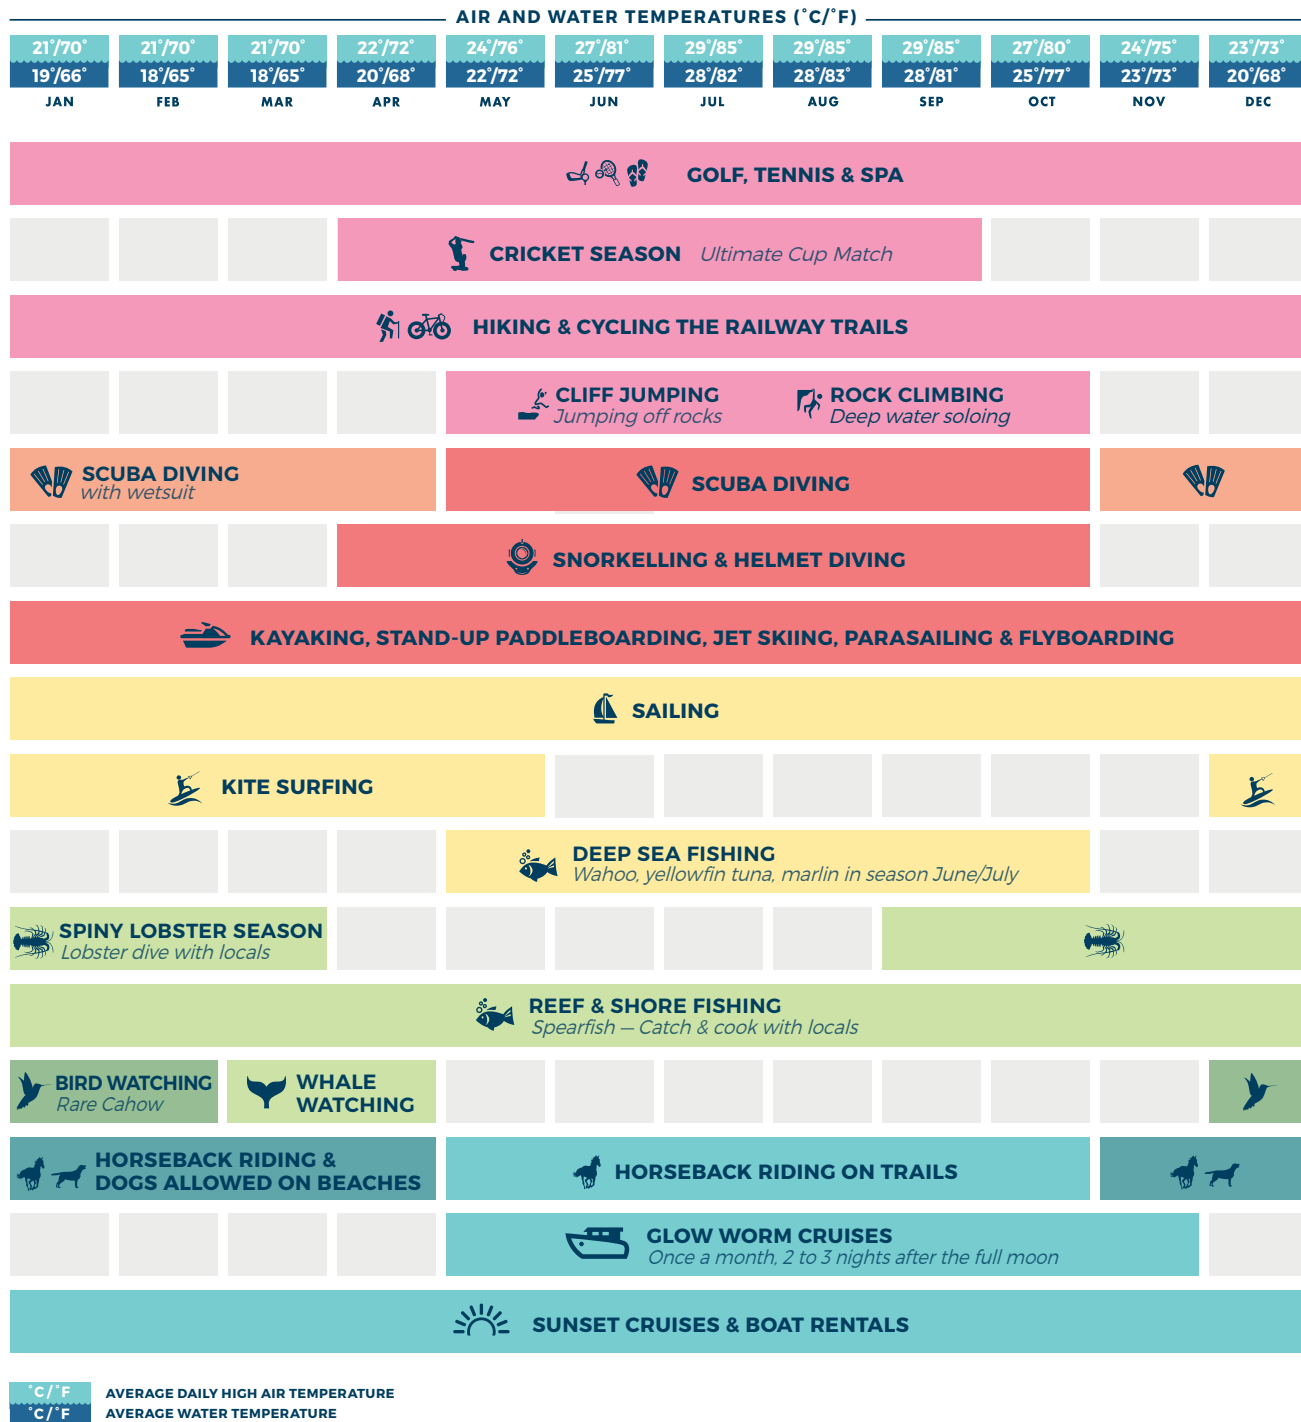 AIR AND WATER TEMPERATURES (°C/°F)
21°/70° 21°/70° 21°/70° 22°/72° 24°/76° 27°/81° 29°/85° 29°/85° 29°/85° 27°/80° 24°/75° 23°/73°
19°/66° 18°/65° 18°/65° 20°/68° 22°/72° 25°/77° 28°/82° 28°/83° 28°/81° 25°/77° 23°/73° 20°/68°
JAN FEB MAR APR MAY JUN JUL AUG SEP OCT NOV DEC
GOLF, TENNIS & SPA
CRICKET SEASON Ultimate Cup Match
HIKING & CYCLING THE RAILWAY TRAILS
CLIFF JUMPING
Jumping off rocks
ROCK CLIMBING
Deep water soloing
SCUBA DIVING
with wetsuit
SCUBA DIVING
SNORKELLING & HELMET DIVING
KAYAKING, STAND-UP PADDLEBOARDING, JET SKIING, PARASAILING & FLYBOARDING
SAILING
KITE SURFING
DEEP SEA FISHING
Wahoo, yellowfin tuna, marlin in season June/July
SPINY LOBSTER SEASON
Lobster dive with locals
REEF & SHORE FISHING
Spearfish — Catch & cook with locals
BIRD WATCHING
Rare Cahow
WHALE
WATCHING
HORSEBACK RIDING &
DOGS ALLOWED ON BEACHES
HORSEBACK RIDING ON TRAILS
GLOW WORM CRUISES
Once a month, 2 to 3 nights after the full moon
SUNSET CRUISES & BOAT RENTALS
°C/°F AVERAGE DAILY HIGH AIR TEMPERATURE
°C/°F AVERAGE WATER TEMPERATURE